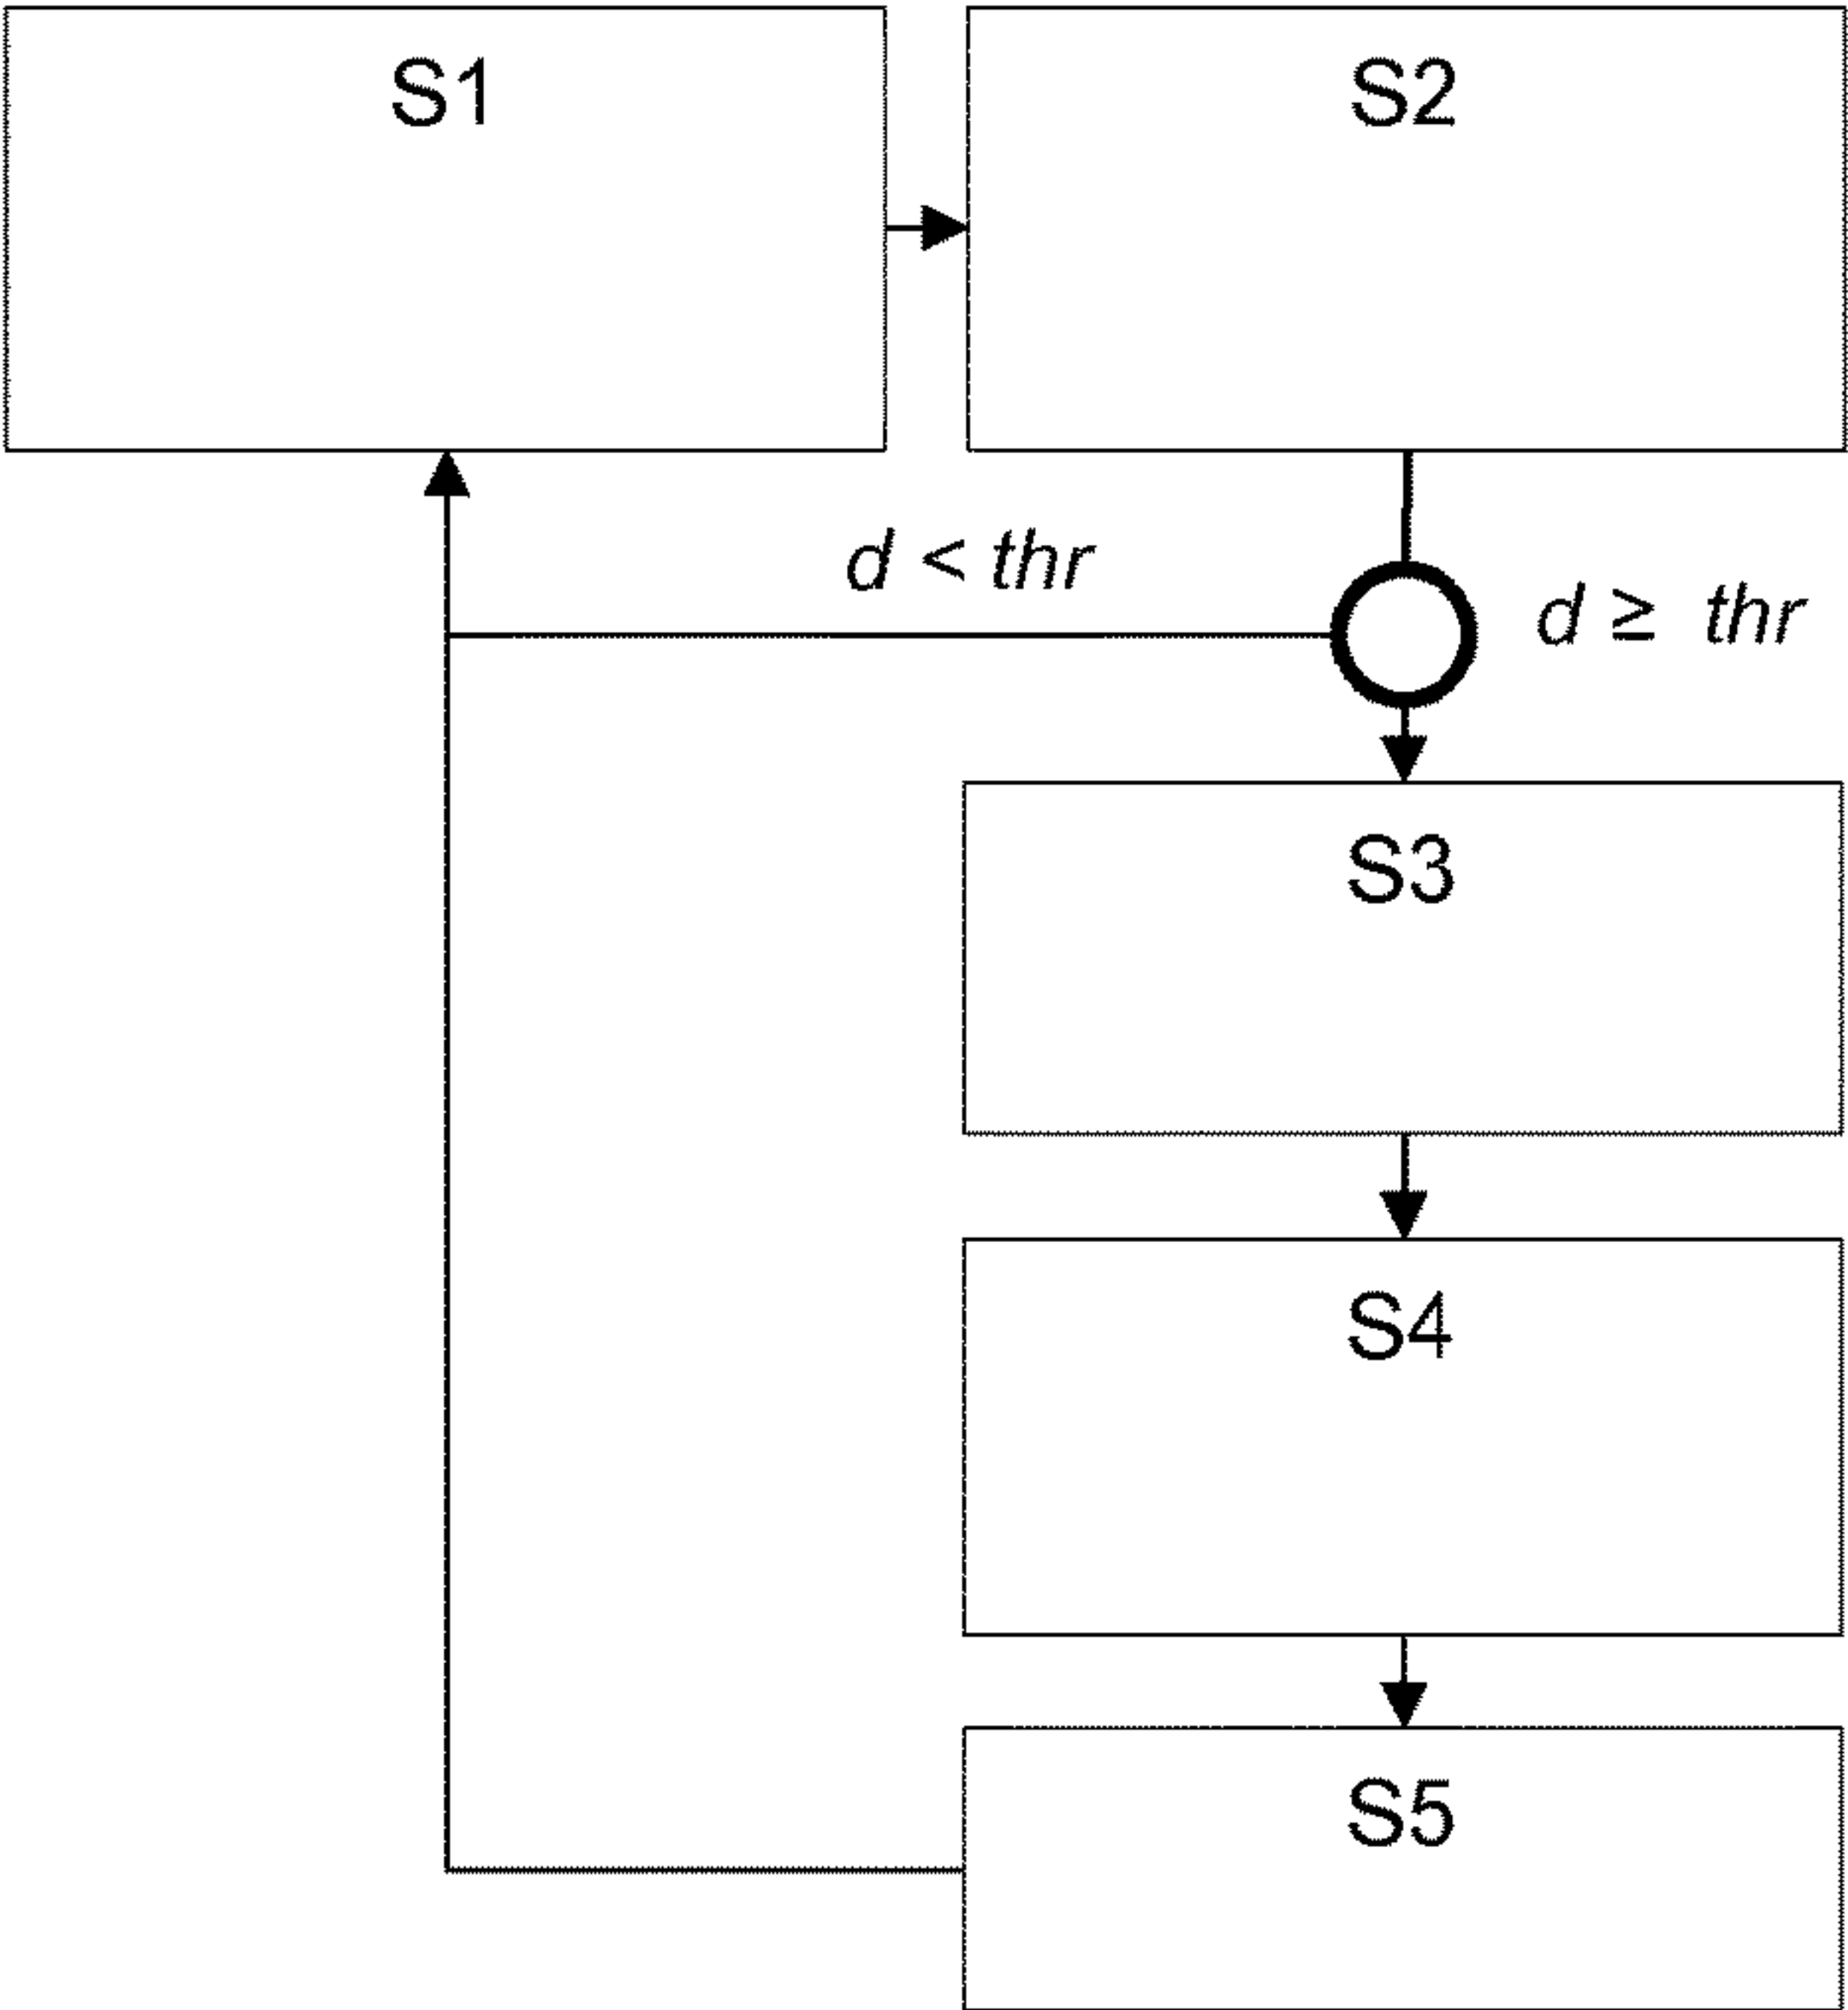 S1
S2
d < thr
d ≥ thr
S3
S4
S5